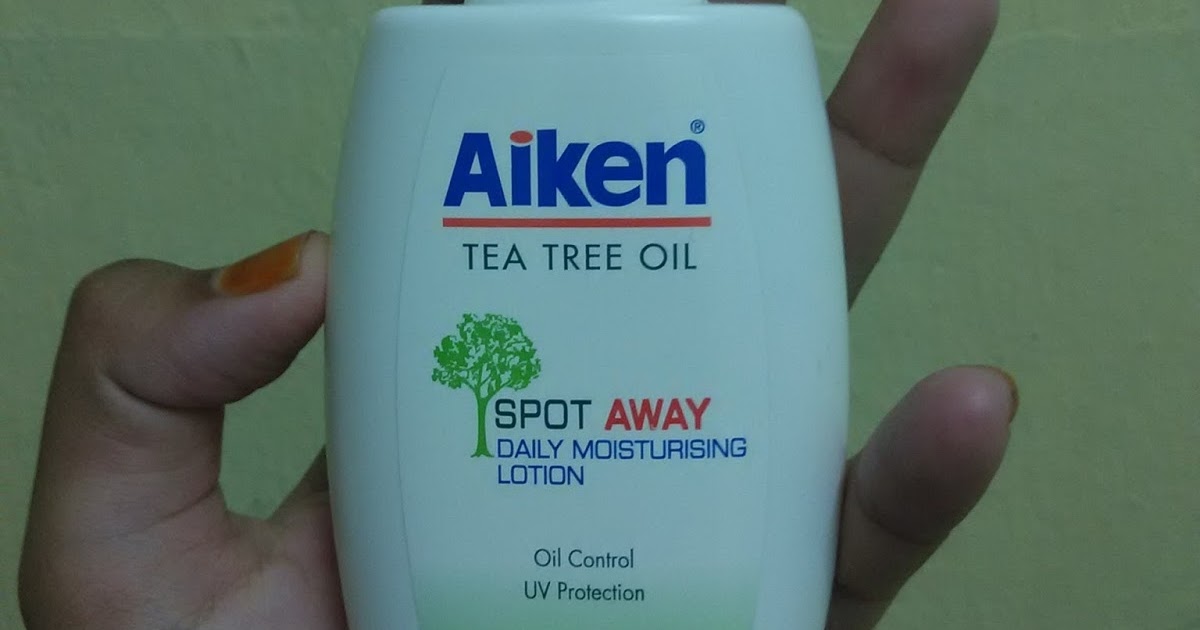 Aiken®
TEA TREE OIL
SPOT AWAY
DAILY MOISTURISING
LOTION
Oil Control
UV Protection